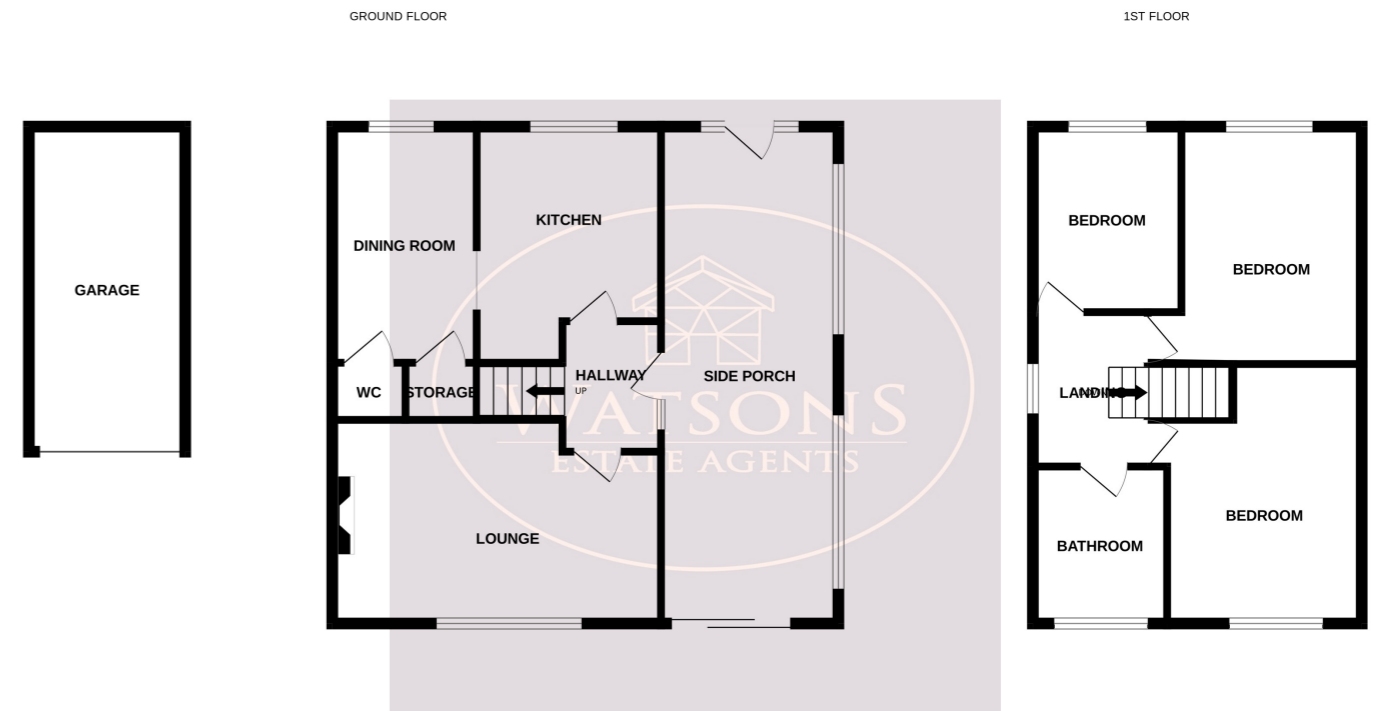 GROUND FLOOR
1ST FLOOR
GARAGE
DINING ROOM
KITCHEN
WC
STORAGE
HALLWAY
UP
SIDE PORCH
LOUNGE
WATSONS
ESTATE AGENTS
BEDROOM
BEDROOM
LANDING
BATHROOM
BEDROOM